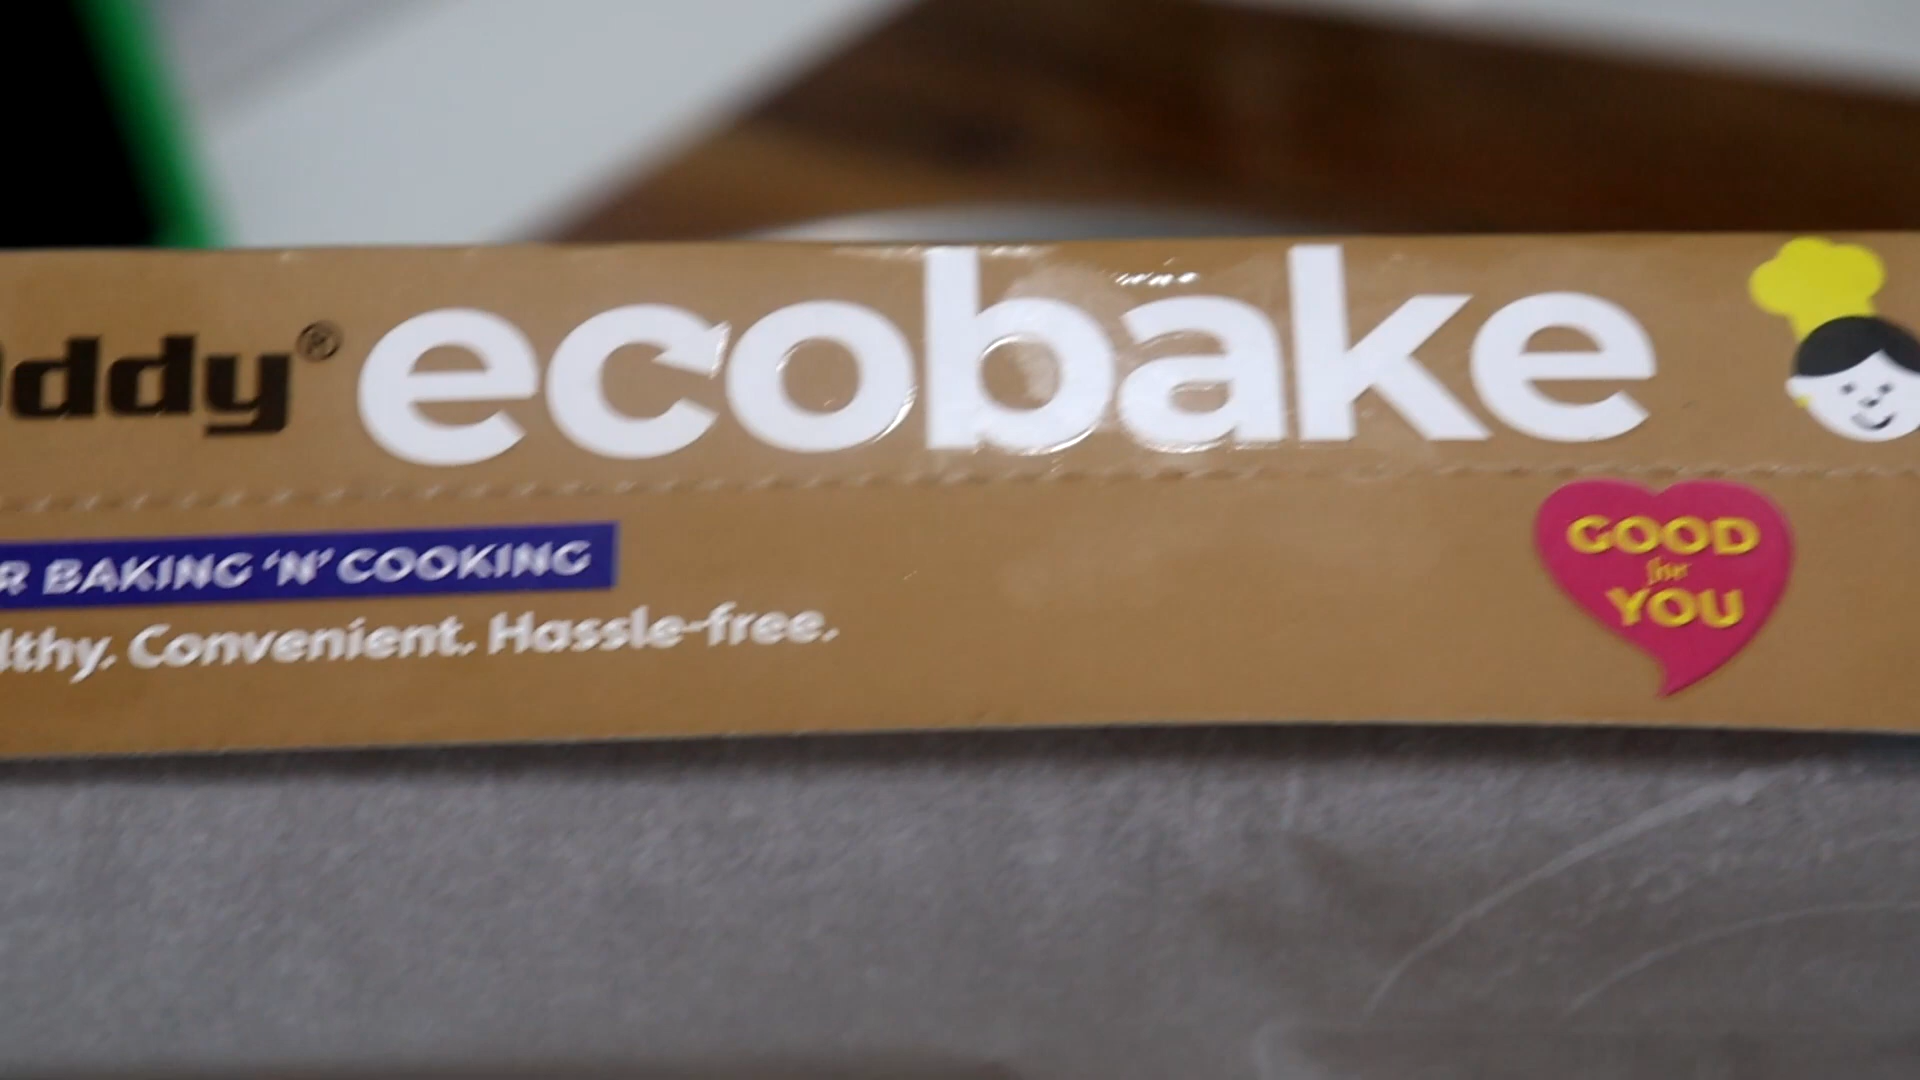 ddy® ecobake
R BAKING 'N' COOKING
lthy. Convenient. Hassle-free.
GOOD
for
YOU